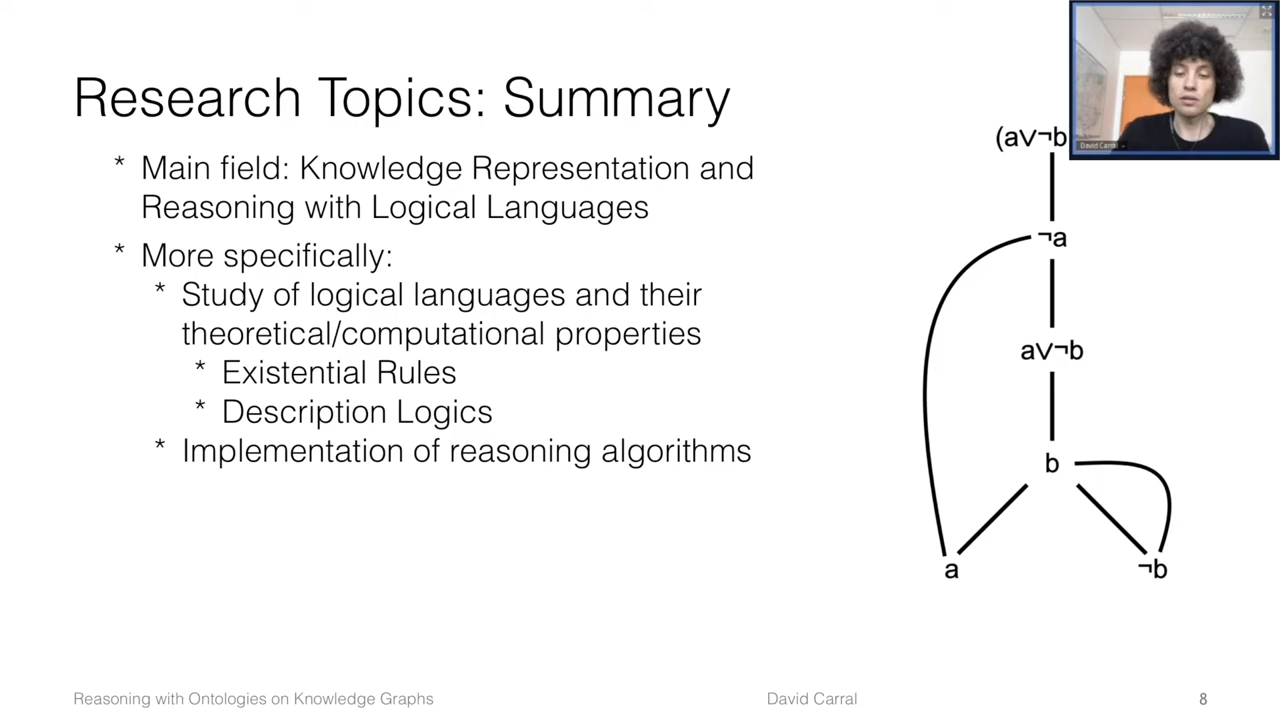 Research Topics: Summary
* Main field: Knowledge Representation and
Reasoning with Logical Languages
* More specifically:
* Study of logical languages and their
theoretical/computational properties
* Existential Rules
* Description Logics
* Implementation of reasoning algorithms
(a∨¬b
David Carral
¬a
a∨¬b
b
a
¬b
Reasoning with Ontologies on Knowledge Graphs
David Carral
8